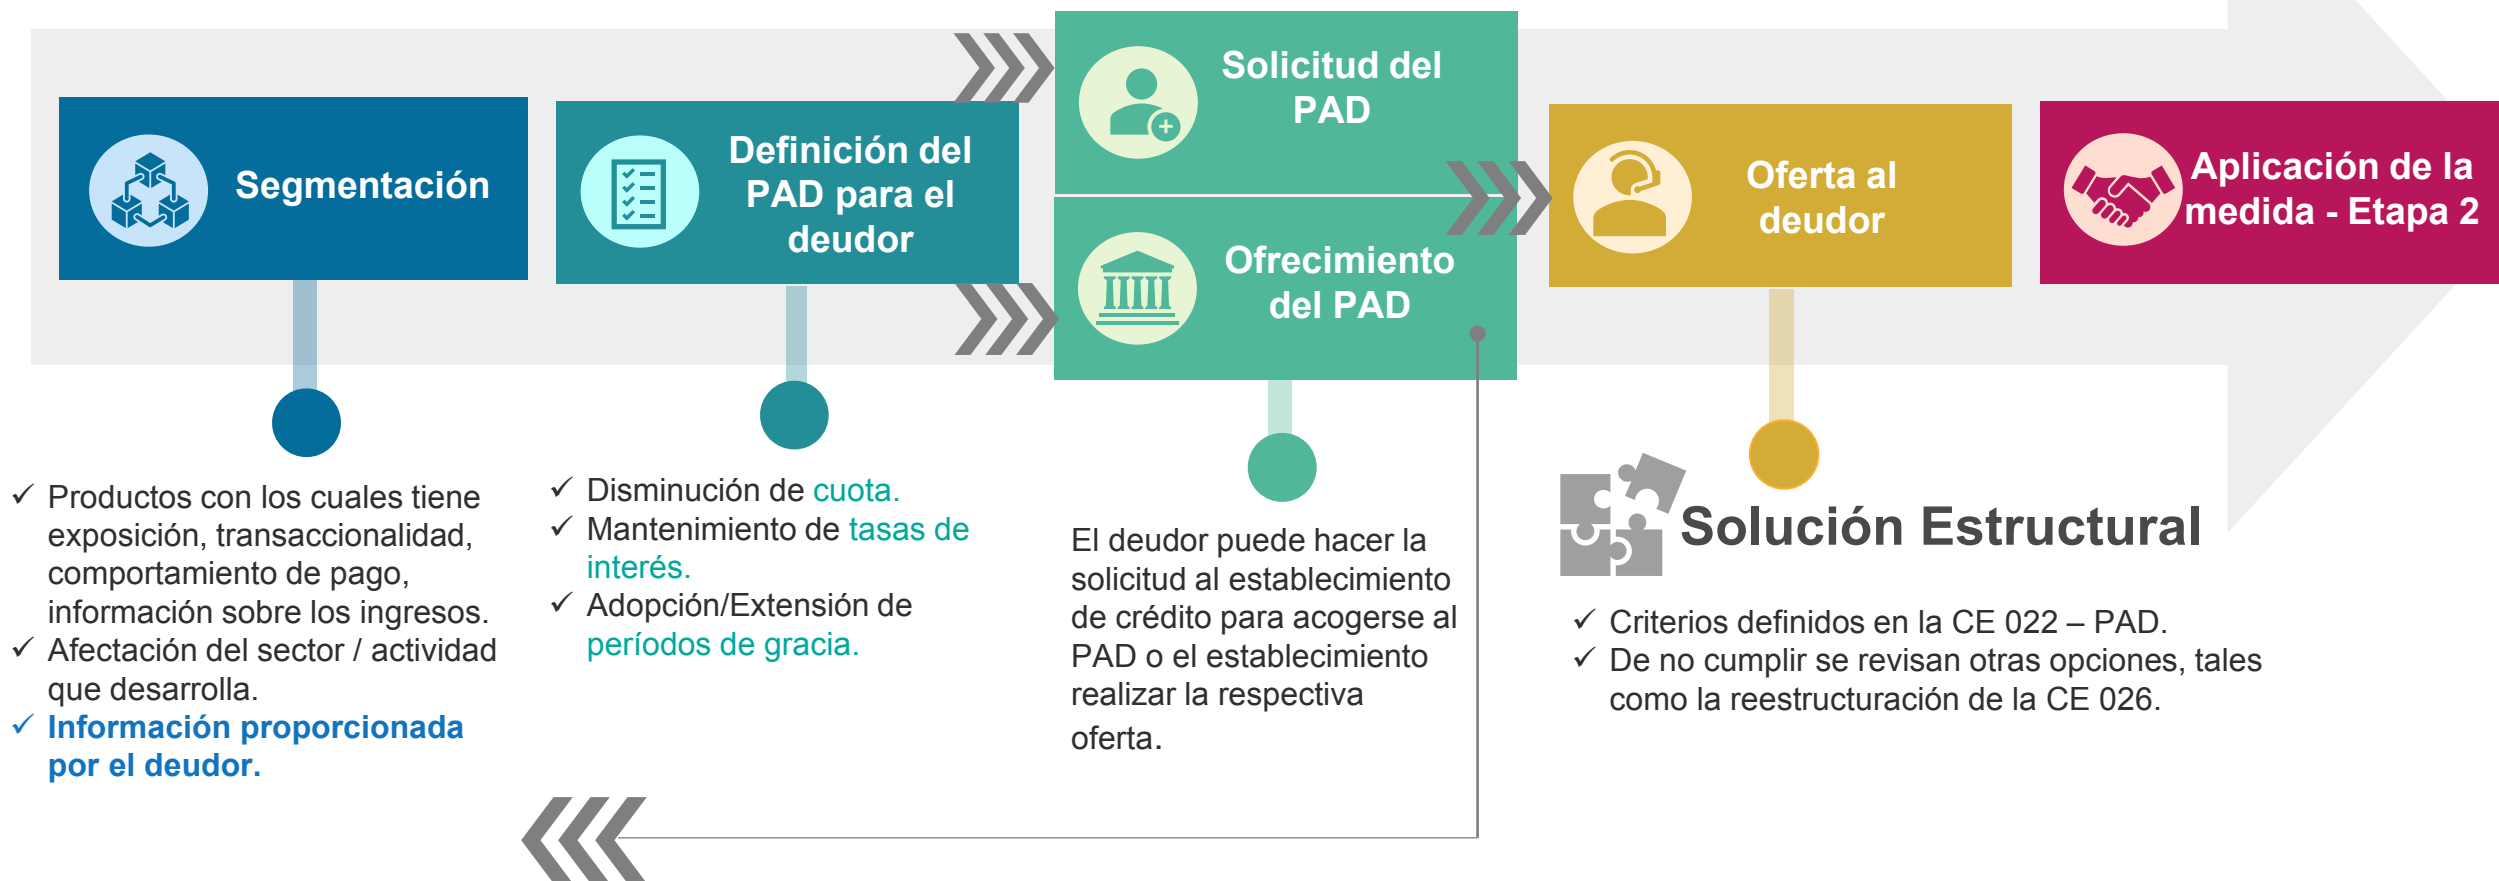 Segmentación
Definición del
PAD para el
deudor
Solicitud del
PAD
Ofrecimiento
del PAD
Oferta al
deudor
Aplicación de la
medida - Etapa 2
✓ Productos con los cuales tiene
exposición, transaccionalidad,
comportamiento de pago,
información sobre los ingresos.
✓ Afectación del sector / actividad
que desarrolla.
✓ Información proporcionada
por el deudor.
✓ Disminución de cuota.
✓ Mantenimiento de tasas de
interés.
✓ Adopción/Extensión de
períodos de gracia.
El deudor puede hacer la
solicitud al establecimiento
de crédito para acogerse al
PAD o el establecimiento
realizar la respectiva
oferta.
Solución Estructural
✓ Criterios definidos en la CE 022 – PAD.
✓ De no cumplir se revisan otras opciones, tales
como la reestructuración de la CE 026.